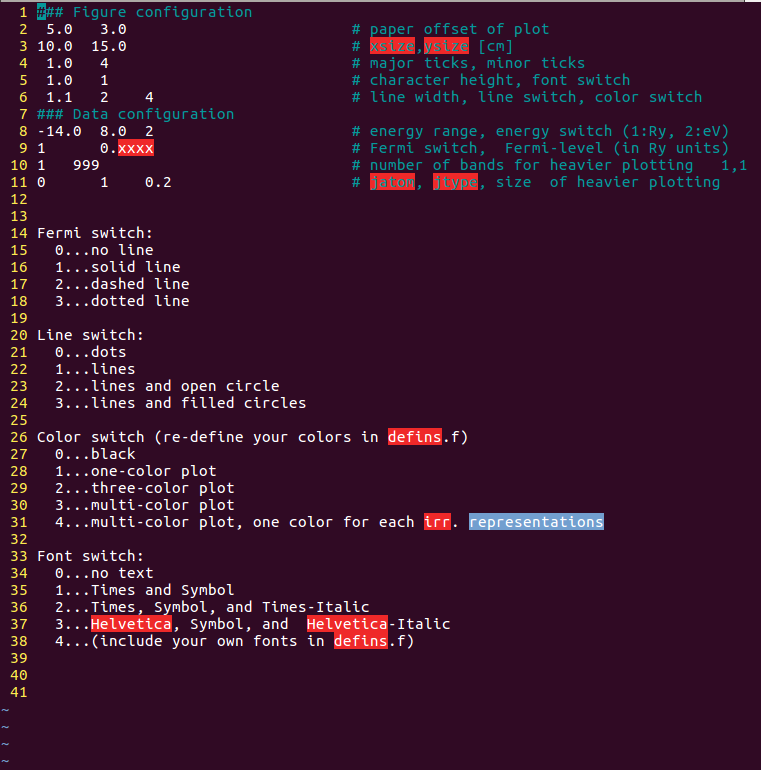 1 ### Figure configuration
2  5.0   3.0                         # paper offset of plot
3 10.0  15.0                         # xsize,ysize [cm]
4  1.0   4                           # major ticks, minor ticks
5  1.0   1                           # character height, font switch
6  1.1   2    4                      # line width, line switch, color switch
7 ### Data configuration
8 -14.0  8.0  2                      # energy range, energy switch (1:Ry, 2:eV)
9 1      0.xxxx                      # Fermi switch,  Fermi-level (in Ry units)
10 1   999                            # number of bands for heavier plotting   1,1
11 0      1    0.2                    # jatom, jtype, size  of heavier plotting
12
13
14 Fermi switch:
15   0...no line
16   1...solid line
17   2...dashed line
18   3...dotted line
19
20 Line switch:
21   0...dots
22   1...lines
23   2...lines and open circle
24   3...lines and filled circles
25
26 Color switch (re-define your colors in defins.f)
27   0...black
28   1...one-color plot
29   2...three-color plot
30   3...multi-color plot
31   4...multi-color plot, one color for each irr. representations
32
33 Font switch:
34   0...no text
35   1...Times and Symbol
36   2...Times, Symbol, and Times-Italic
37   3...Helvetica, Symbol, and  Helvetica-Italic
38   4...(include your own fonts in defins.f)
39
40
41
~
~
~
~